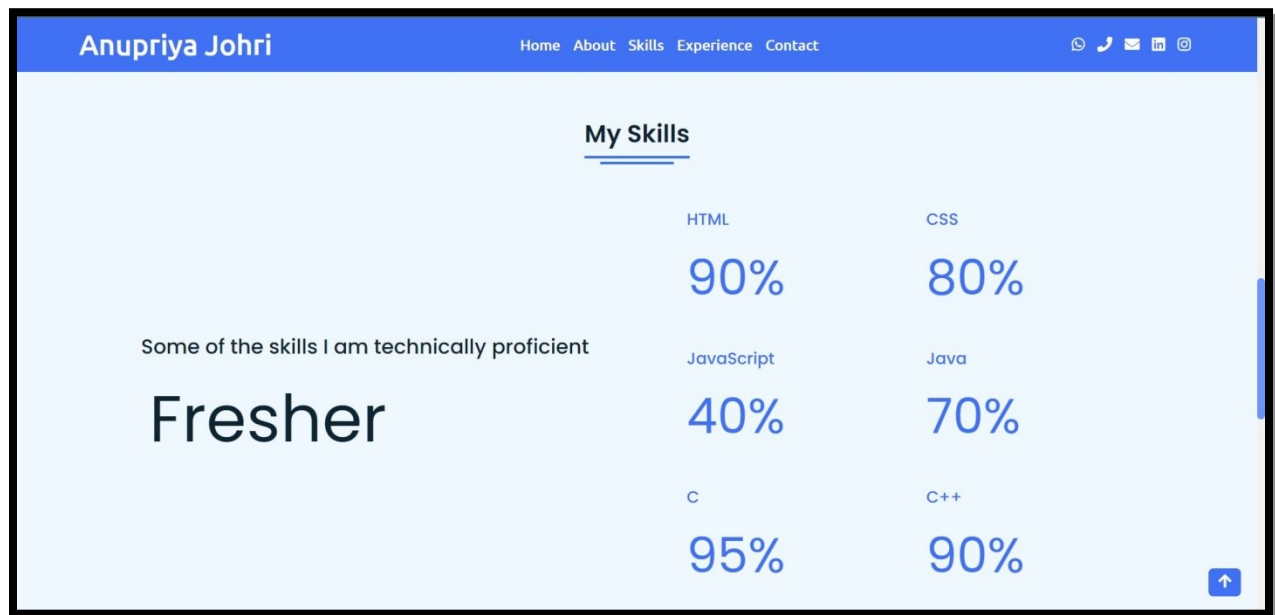 Anupriya Johri
Home About Skills Experience Contact
My Skills
Some of the skills I am technically proficient
Fresher
HTML
90%
CSS
80%
JavaScript
40%
Java
70%
C
95%
C++
90%